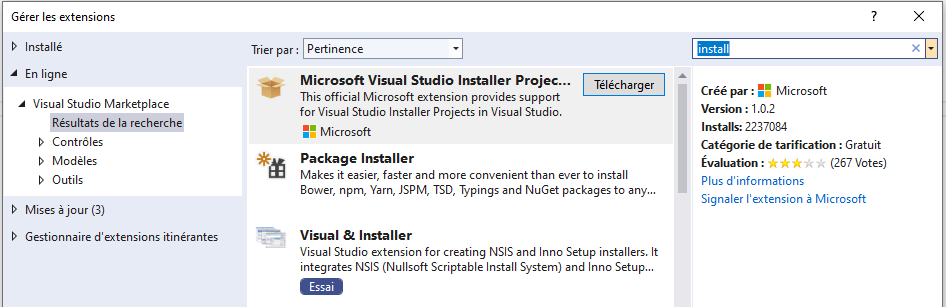 Gérer les extensions
Installé
En ligne
Visual Studio Marketplace
Résultats de la recherche
Contrôles
Modèles
Outils
Mises à jour (3)
Gestionnaire d'extensions itinérantes
Trier par : Pertinence
Microsoft Visual Studio Installer Projec...
Télécharger
This official Microsoft extension provides support
for Visual Studio Installer Projects in Visual Studio.
Microsoft
Package Installer
Makes it easier, faster and more convenient than ever to install
Bower, npm, Yarn, JSPM, TSD, Typings and NuGet packages to any...
Visual & Installer
Visual Studio extension for creating NSIS and Inno Setup installers. It
integrates NSIS (Nullsoft Scriptable Install System) and Inno Setup...
Essai
install
Créé par : Microsoft
Version : 1.0.2
Installs: 2237084
Catégorie de tarification : Gratuit
Évaluation : (267 Votes)
Plus d'informations
Signaler l'extension à Microsoft